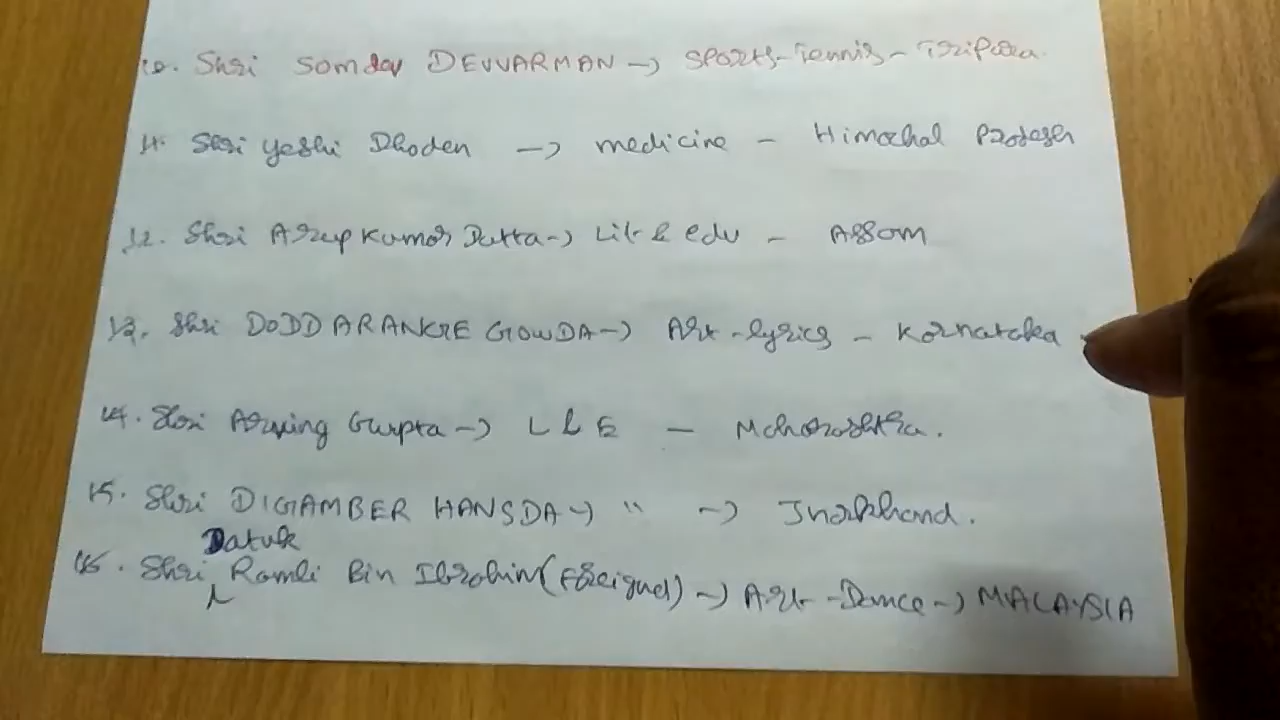 10. Shri Somdev DEVVARMAN → Sports-Tennis - Tripura.
11. Shri Yeshi Dhoden → medicine - Himachal Pradesh
12. Shri Arup Kumar Dutta → Lit & edu - Assam
13. Shri DODDARANGE GOWDA → Art - lyrics - Karnataka
14. Shri Arving Gupta → L & E - Maharashtra.
15. Shri DIGAMBER HANSDA → " → Jharkhand.
Datuk
16. Shri Ramli Bin Ibrahim (Foreigner) → Art - Dance → MALAYSIA